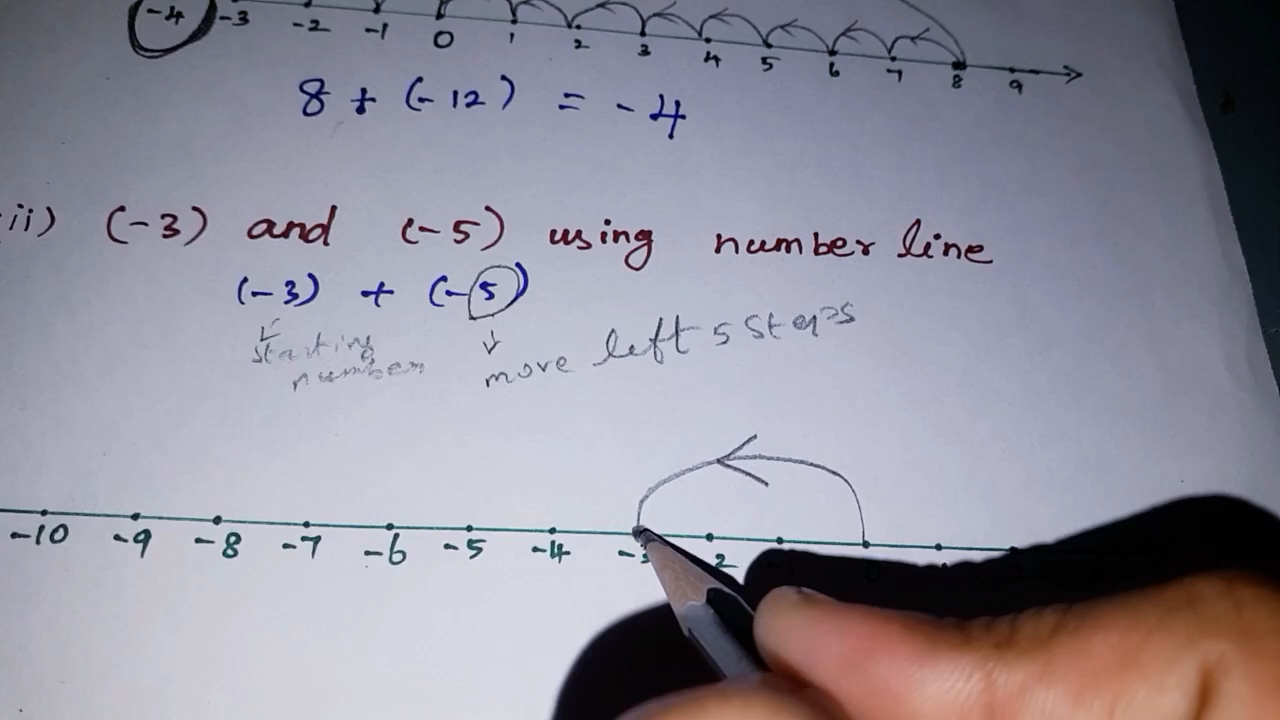 -4 -3 -2 -1 0 1 2 3 4 5 6 7 8 9
8 + (-12) = -4
ii) (-3) and (-5) using number line
(-3) + (-5)
starting number
move left 5 steps
-10 -9 -8 -7 -6 -5 -4 -3 2